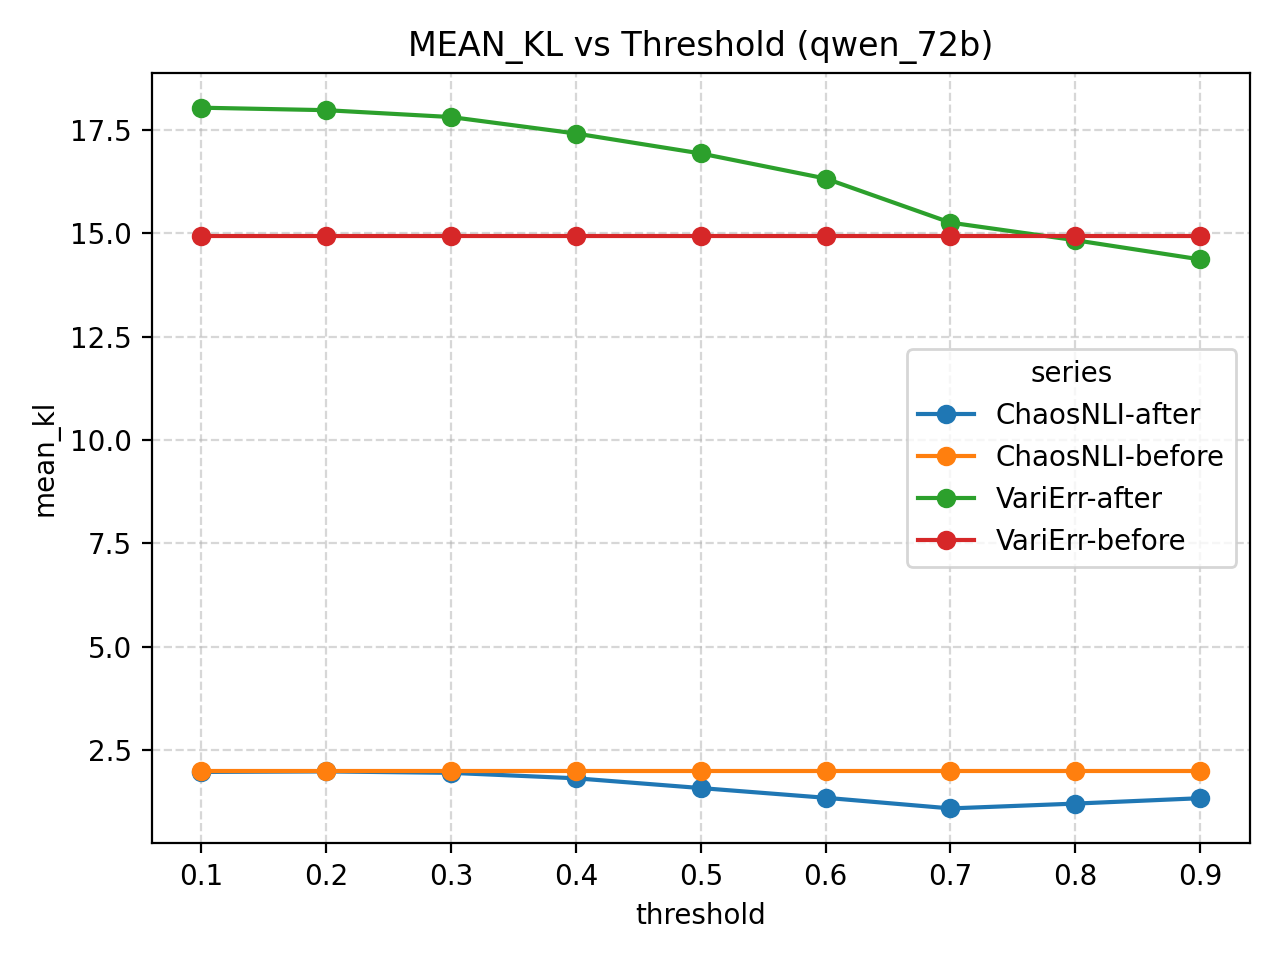 MEAN_KL vs Threshold (qwen_72b)
17.5
15.0
12.5
10.0
7.5
5.0
2.5
mean_kl
series
ChaosNLI-after
ChaosNLI-before
VariErr-after
VariErr-before
0.1 0.2 0.3 0.4 0.5 0.6 0.7 0.8 0.9
threshold